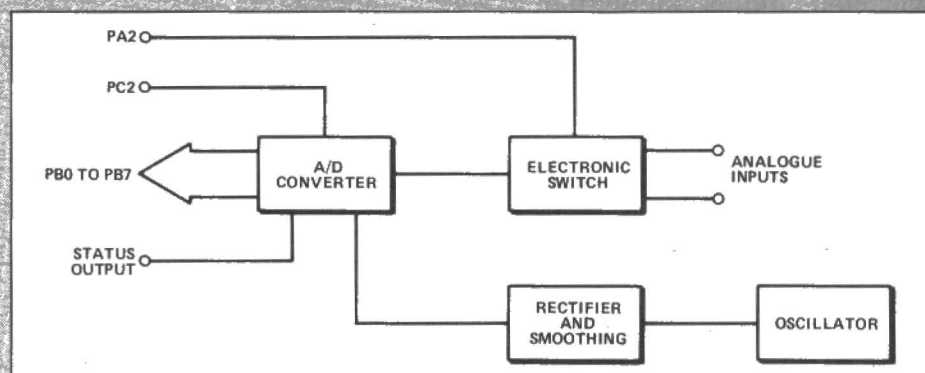 PA2
PC2
PB0 TO PB7
STATUS
OUTPUT
A/D
CONVERTER
ELECTRONIC
SWITCH
ANALOGUE
INPUTS
RECTIFIER
AND
SMOOTHING
OSCILLATOR